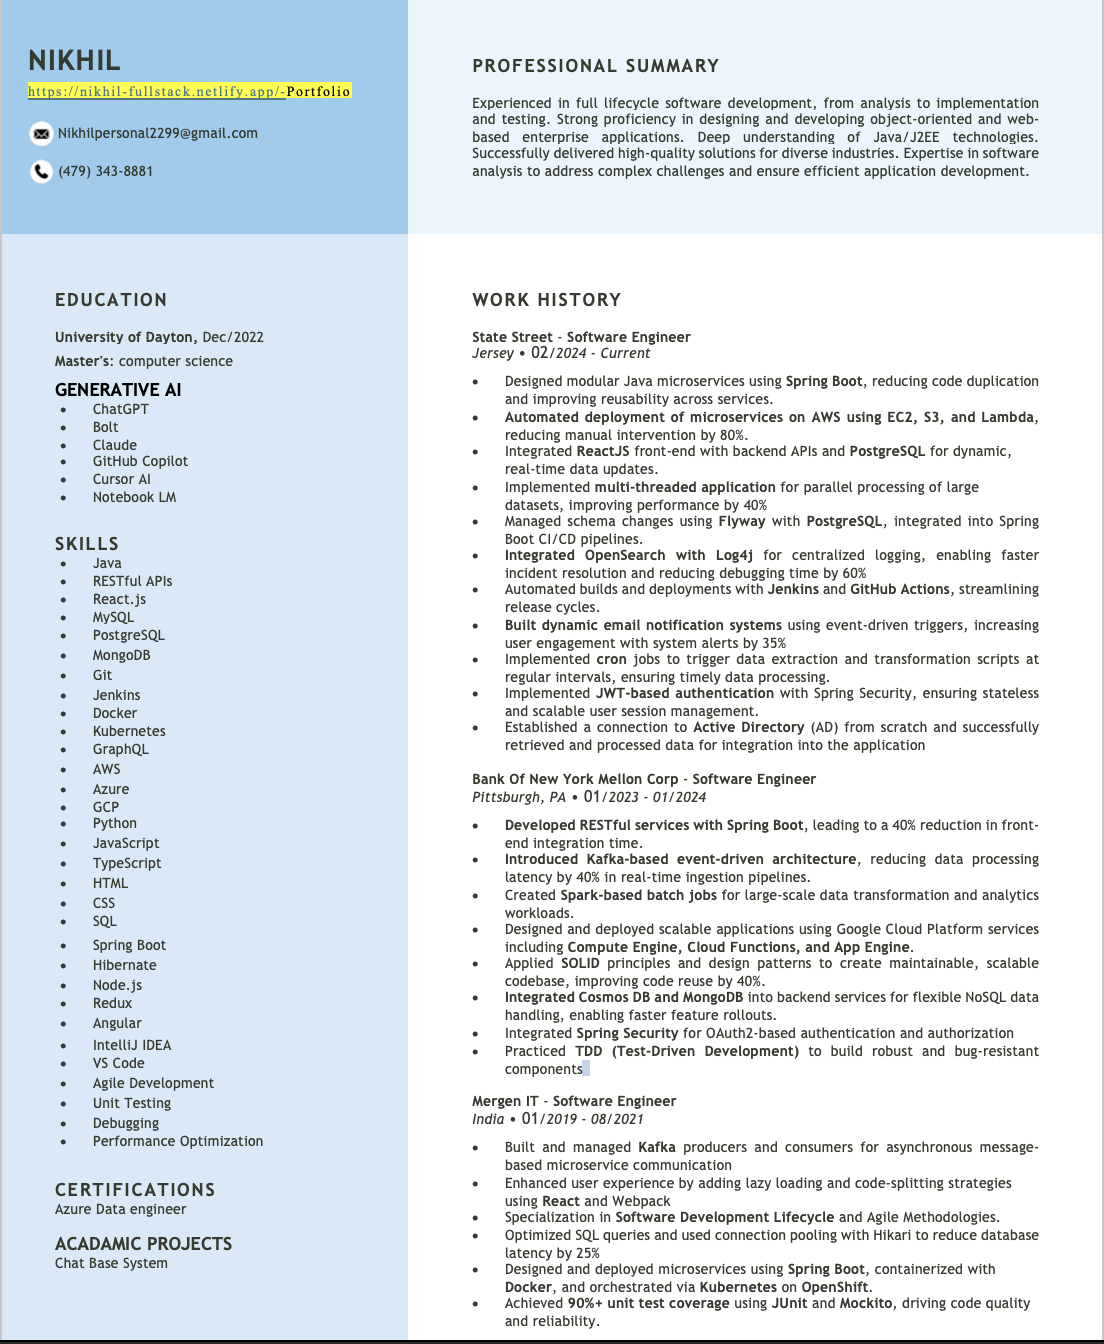 NIKHIL
https://nikhil-fullstack.netlify.app/-Portfolio
Nikhilpersonal2299@gmail.com
(479) 343-8881
PROFESSIONAL SUMMARY
Experienced in full lifecycle software development, from analysis to implementation
and testing. Strong proficiency in designing and developing object-oriented and web-
based enterprise applications. Deep understanding of Java/J2EE technologies.
Successfully delivered high-quality solutions for diverse industries. Expertise in software
analysis to address complex challenges and ensure efficient application development.
EDUCATION
University of Dayton, Dec/2022
Master's: computer science
GENERATIVE AI
• ChatGPT
• Bolt
• Claude
• GitHub Copilot
• Cursor AI
• Notebook LM
SKILLS
• Java
• RESTful APIs
• React.js
• MySQL
• PostgreSQL
• MongoDB
• Git
• Jenkins
• Docker
• Kubernetes
• GraphQL
• AWS
• Azure
• GCP
• Python
• JavaScript
• TypeScript
• HTML
• CSS
• SQL
• Spring Boot
• Hibernate
• Node.js
• Redux
• Angular
• IntelliJ IDEA
• VS Code
• Agile Development
• Unit Testing
• Debugging
• Performance Optimization
CERTIFICATIONS
Azure Data engineer
ACADAMIC PROJECTS
Chat Base System
WORK HISTORY
State Street - Software Engineer
Jersey • 02/2024 - Current
• Designed modular Java microservices using Spring Boot, reducing code duplication
and improving reusability across services.
• Automated deployment of microservices on AWS using EC2, S3, and Lambda,
reducing manual intervention by 80%.
• Integrated ReactJS front-end with backend APIs and PostgreSQL for dynamic,
real-time data updates.
• Implemented multi-threaded application for parallel processing of large
datasets, improving performance by 40%
• Managed schema changes using Flyway with PostgreSQL, integrated into Spring
Boot CI/CD pipelines.
• Integrated OpenSearch with Log4j for centralized logging, enabling faster
incident resolution and reducing debugging time by 60%
• Automated builds and deployments with Jenkins and GitHub Actions, streamlining
release cycles.
• Built dynamic email notification systems using event-driven triggers, increasing
user engagement with system alerts by 35%
• Implemented cron jobs to trigger data extraction and transformation scripts at
regular intervals, ensuring timely data processing.
• Implemented JWT-based authentication with Spring Security, ensuring stateless
and scalable user session management.
• Established a connection to Active Directory (AD) from scratch and successfully
retrieved and processed data for integration into the application
Bank Of New York Mellon Corp - Software Engineer
Pittsburgh, PA • 01/2023 - 01/2024
• Developed RESTful services with Spring Boot, leading to a 40% reduction in front-
end integration time.
• Introduced Kafka-based event-driven architecture, reducing data processing
latency by 40% in real-time ingestion pipelines.
• Created Spark-based batch jobs for large-scale data transformation and analytics
workloads.
• Designed and deployed scalable applications using Google Cloud Platform services
including Compute Engine, Cloud Functions, and App Engine.
• Applied SOLID principles and design patterns to create maintainable, scalable
codebase, improving code reuse by 40%.
• Integrated Cosmos DB and MongoDB into backend services for flexible NoSQL data
handling, enabling faster feature rollouts.
• Integrated Spring Security for OAuth2-based authentication and authorization
• Practiced TDD (Test-Driven Development) to build robust and bug-resistant
components
Mergen IT - Software Engineer
India • 01/2019 - 08/2021
• Built and managed Kafka producers and consumers for asynchronous message-
based microservice communication
• Enhanced user experience by adding lazy loading and code-splitting strategies
using React and Webpack
• Specialization in Software Development Lifecycle and Agile Methodologies.
• Optimized SQL queries and used connection pooling with Hikari to reduce database
latency by 25%
• Designed and deployed microservices using Spring Boot, containerized with
Docker, and orchestrated via Kubernetes on OpenShift.
• Achieved 90%+ unit test coverage using JUnit and Mockito, driving code quality
and reliability.